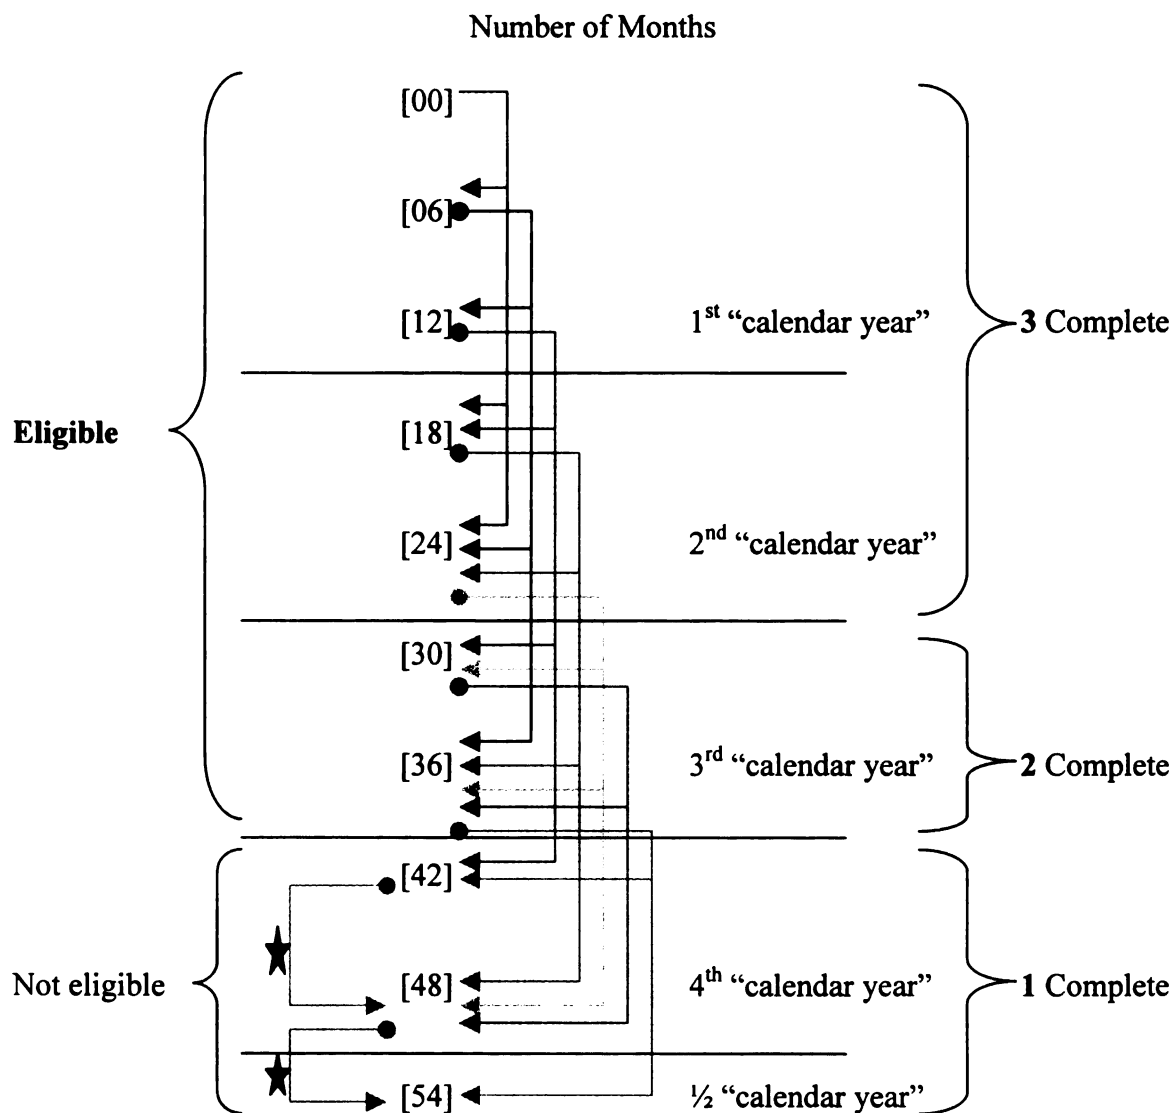 Number of Months
[00]
[06]
[12] 1st “calendar year” 3 Complete
Eligible [18]
[24] 2nd “calendar year”
[30]
[36] 3rd “calendar year” 2 Complete
[42]
Not eligible [48] 4th “calendar year” 1 Complete
[54] ½ “calendar year”